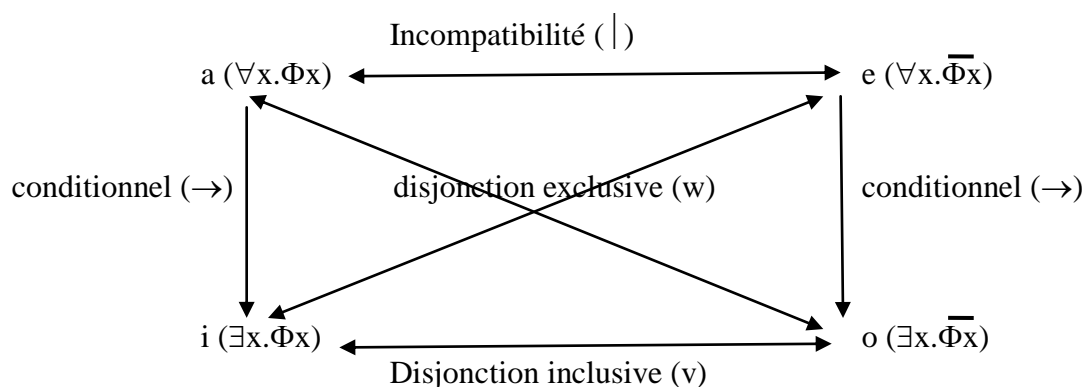 Incompatibilité (│)
a (∀x.Φx)
e (∀x.Φ̅x̅)
conditionnel (→)
disjonction exclusive (w)
conditionnel (→)
i (∃x.Φx)
o (∃x.Φ̅x̅)
Disjonction inclusive (v)